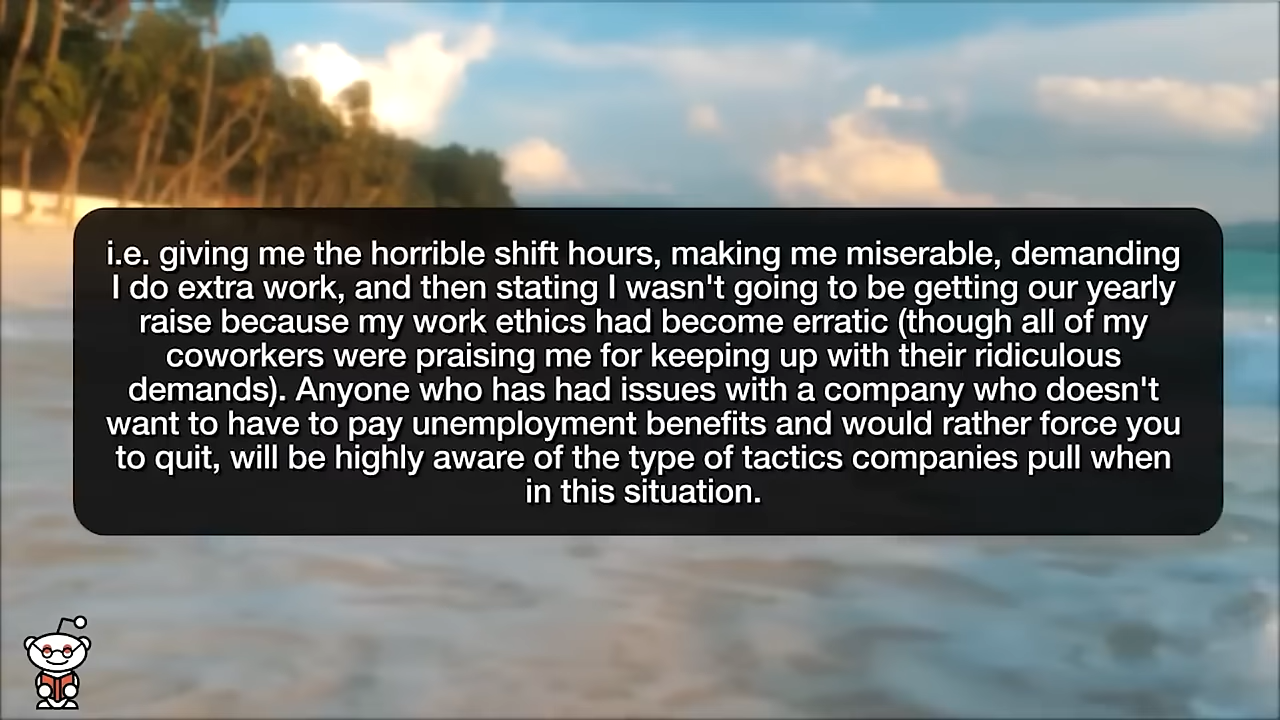 i.e. giving me the horrible shift hours, making me miserable, demanding
I do extra work, and then stating I wasn't going to be getting our yearly
raise because my work ethics had become erratic (though all of my
coworkers were praising me for keeping up with their ridiculous
demands). Anyone who has had issues with a company who doesn't
want to have to pay unemployment benefits and would rather force you
to quit, will be highly aware of the type of tactics companies pull when
in this situation.